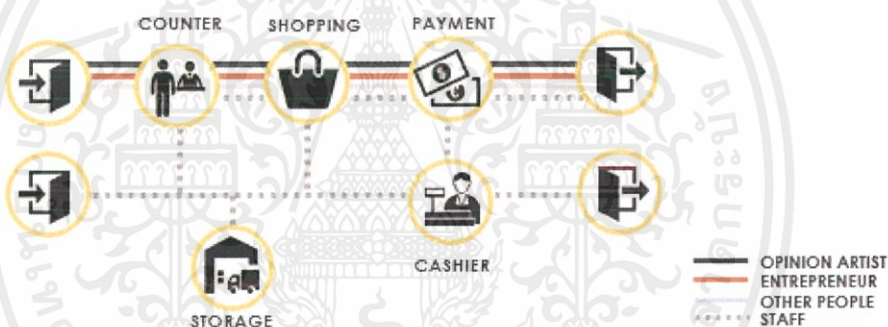 COUNTER SHOPPING PAYMENT
CASHIER
STORAGE
OPINION ARTIST
ENTREPRENEUR
OTHER PEOPLE
STAFF